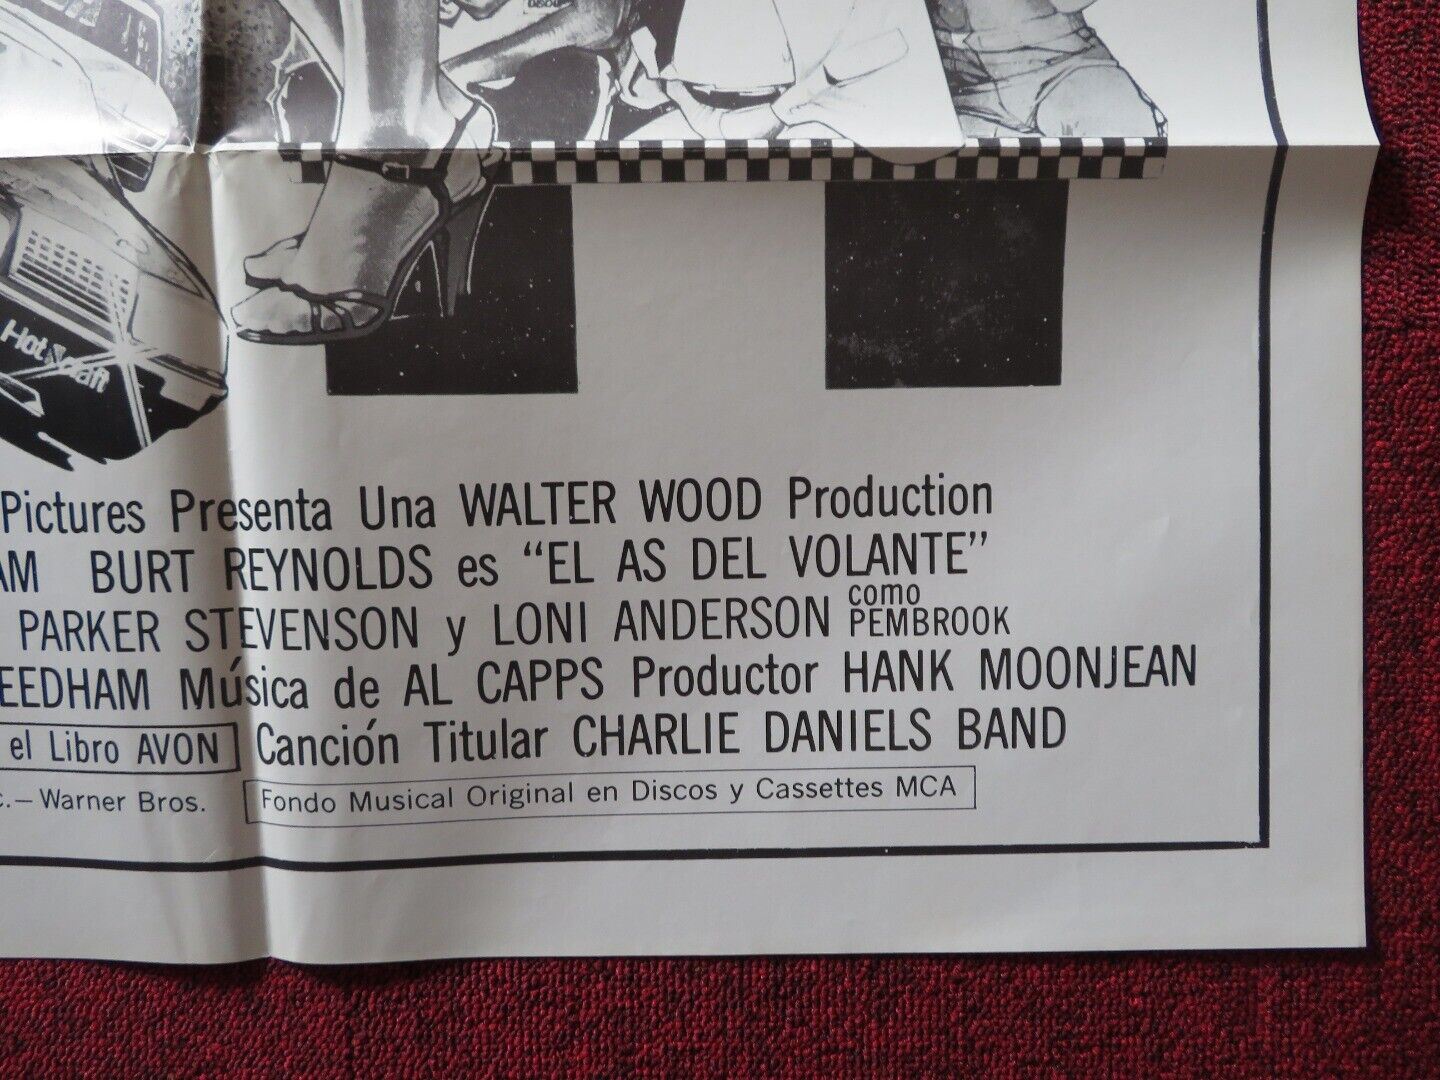 Hot
Pictures Presenta Una WALTER WOOD Production
AM BURT REYNOLDS es "EL AS DEL VOLANTE"
PARKER STEVENSON y LONI ANDERSON como PEMBROOK
EEDHAM Música de AL CAPPS Productor HANK MOONJEAN
el Libro AVON Canción Titular CHARLIE DANIELS BAND
c.— Warner Bros. Fondo Musical Original en Discos y Cassettes MCA